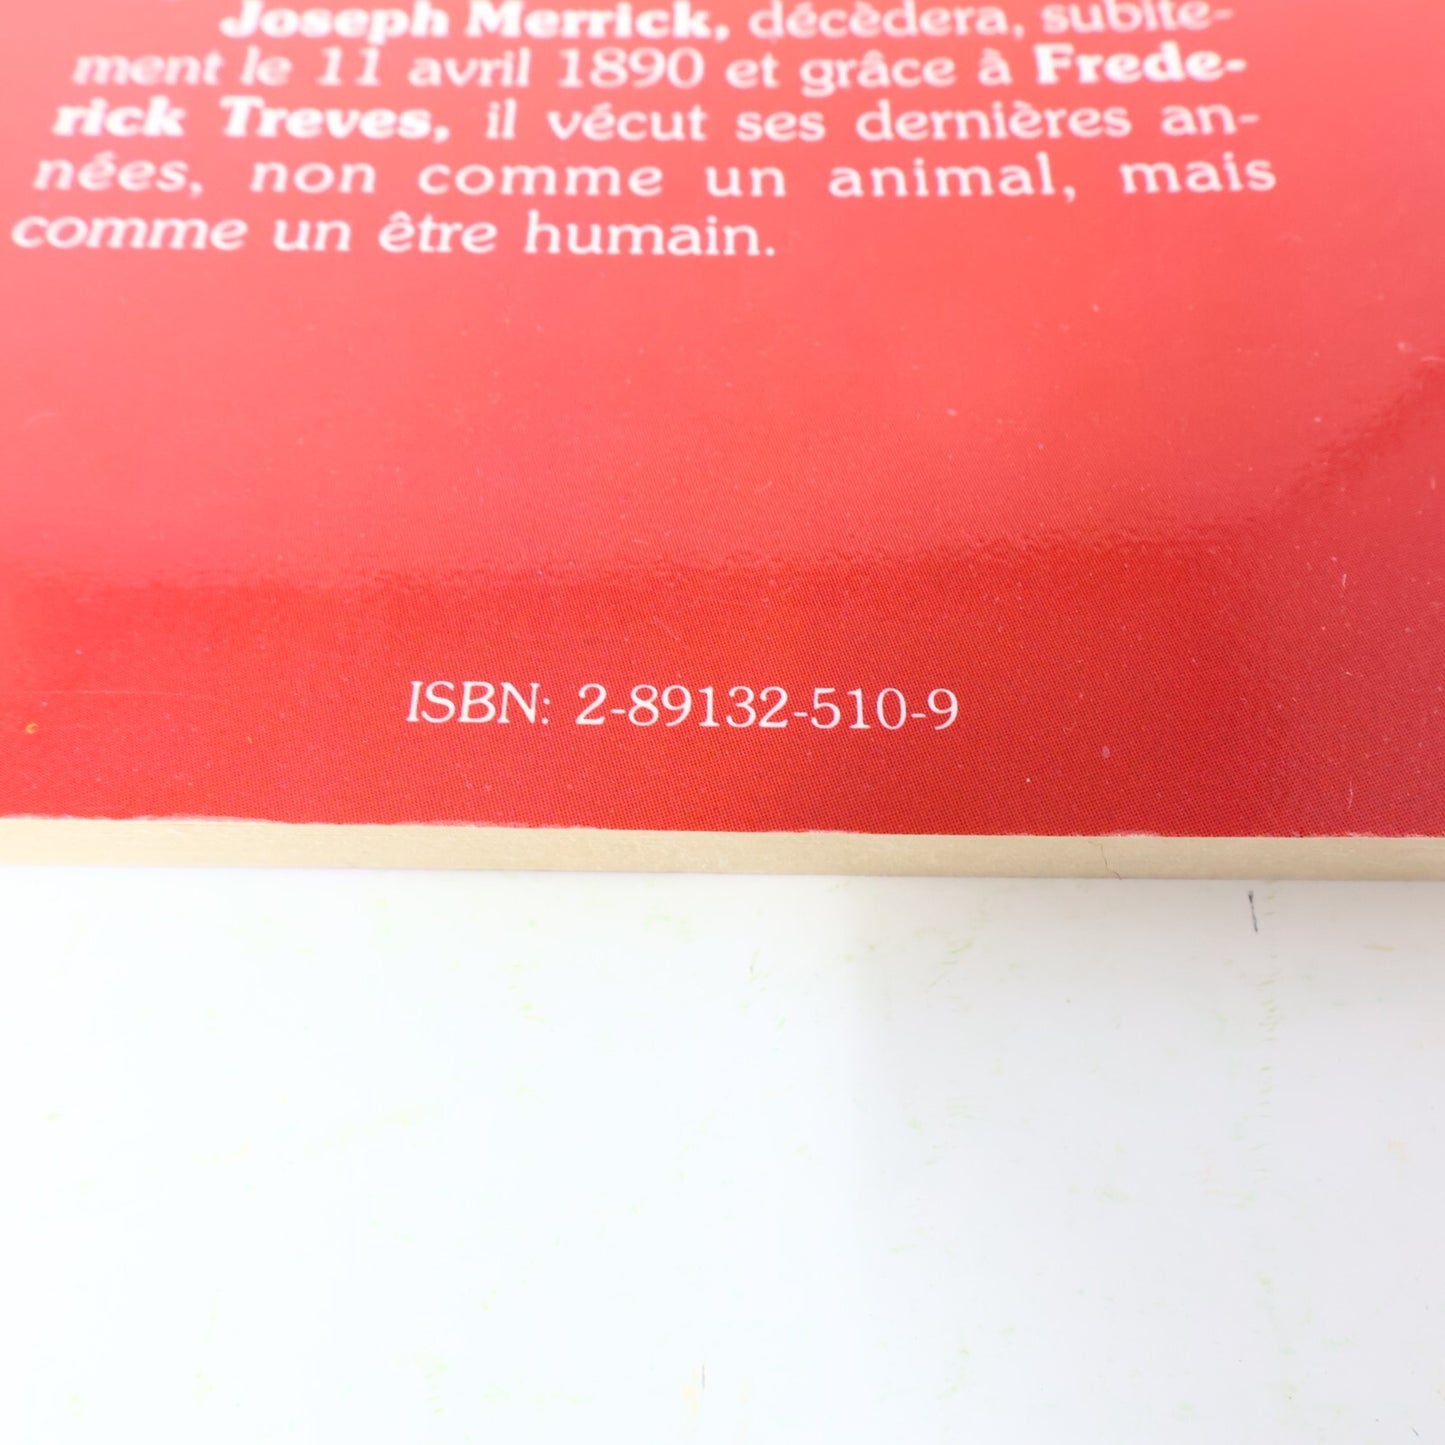 Joseph Merrick, décèdera, subite-
ment le 11 avril 1890 et grâce à Frede-
rick Treves, il vécut ses dernières an-
nées, non comme un animal, mais
comme un être humain.
ISBN: 2-89132-510-9